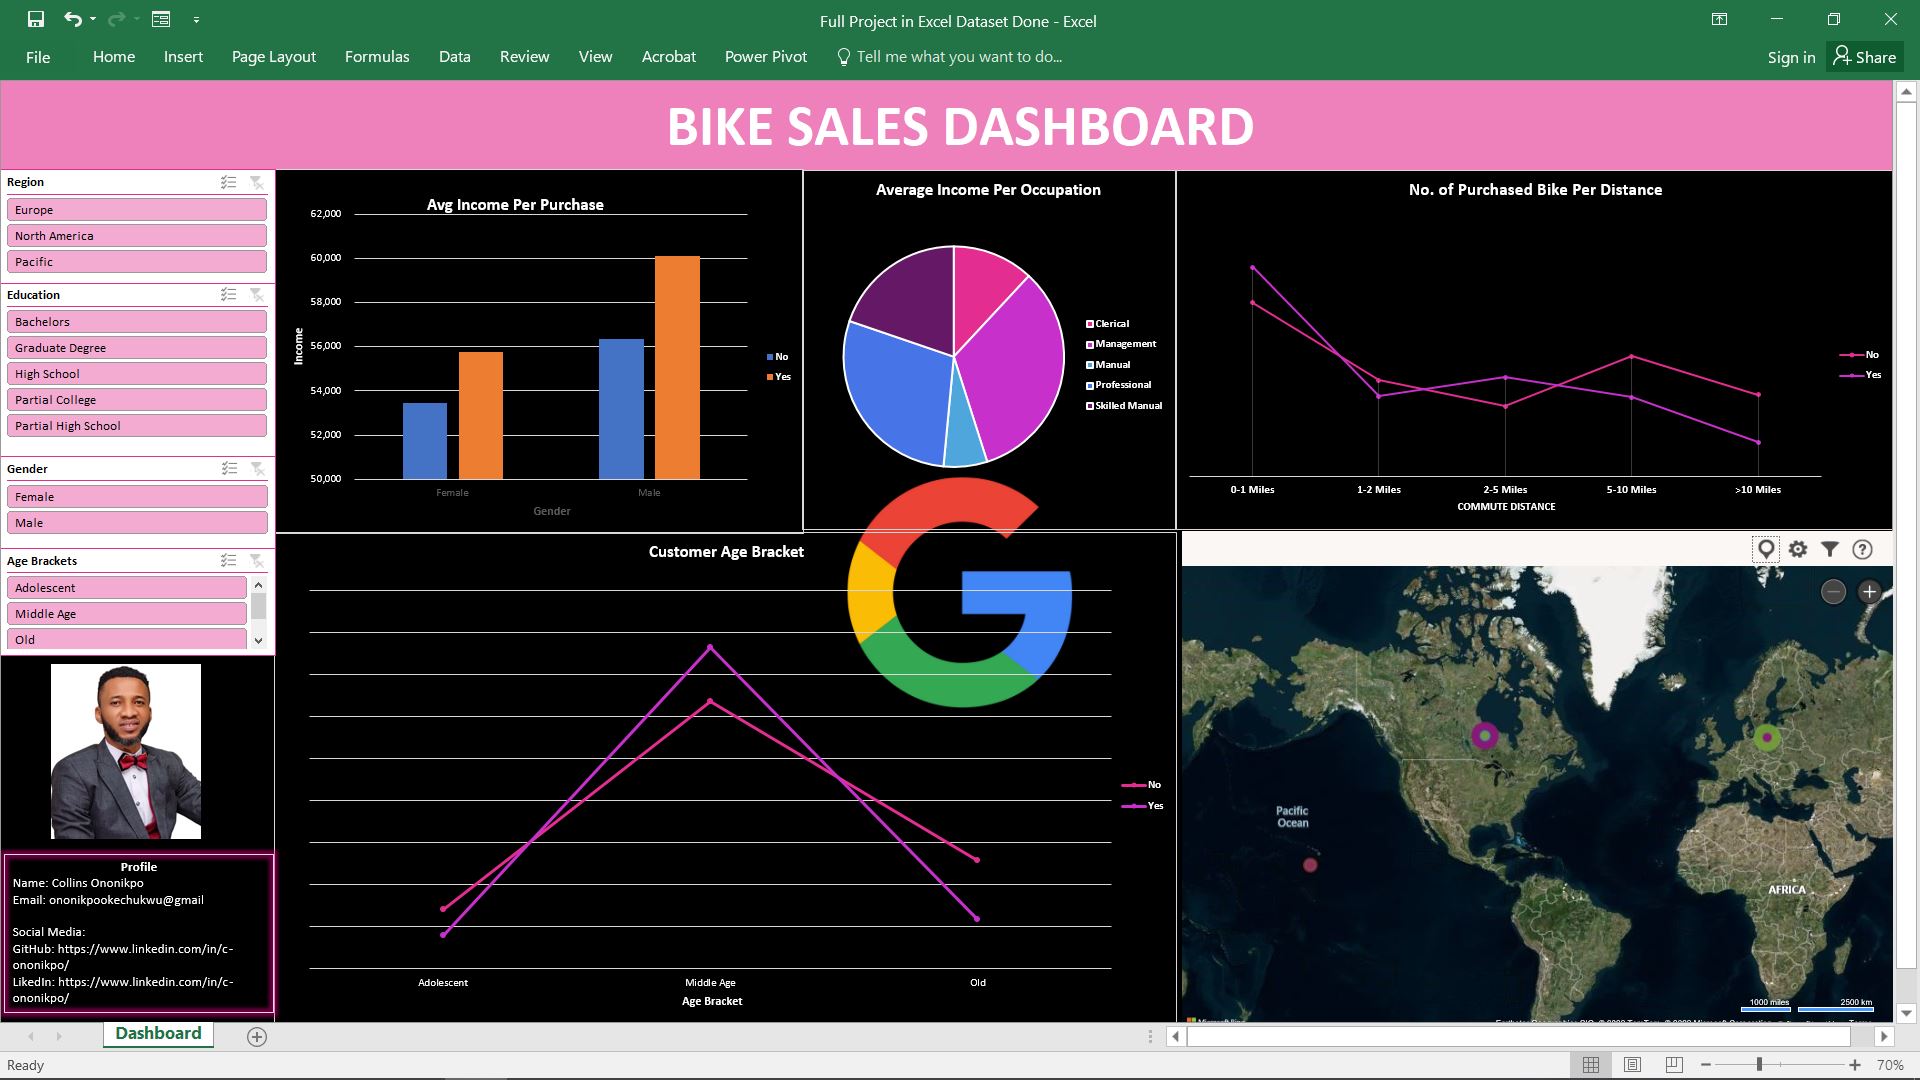 Full Project in Excel Dataset Done - Excel
File Home Insert Page Layout Formulas Data Review View Acrobat Power Pivot Tell me what you want to do...
Sign in Share
BIKE SALES DASHBOARD
Region
Europe
North America
Pacific
Education
Bachelors
Graduate Degree
High School
Partial College
Partial High School
Gender
Female
Male
Age Brackets
Adolescent
Middle Age
Old
Profile
Name: Collins Ononikpo
Email: ononikpookechukwu@gmail
Social Media:
GitHub: https://www.linkedin.com/in/c-
ononikpo/
LikedIn: https://www.linkedin.com/in/c-
ononikpo/
Avg Income Per Purchase
62,000
60,000
58,000
56,000
54,000
52,000
50,000
Income
Female Male
Gender
No
Yes
Average Income Per Occupation
Clerical
Management
Manual
Professional
Skilled Manual
No. of Purchased Bike Per Distance
No
Yes
0-1 Miles 1-2 Miles 2-5 Miles 5-10 Miles >10 Miles
COMMUTE DISTANCE
Customer Age Bracket
No
Yes
Adolescent Middle Age Old
Age Bracket
Pacific
Ocean
AFRICA
1000 miles 2500 km
Dashboard
Ready
70%